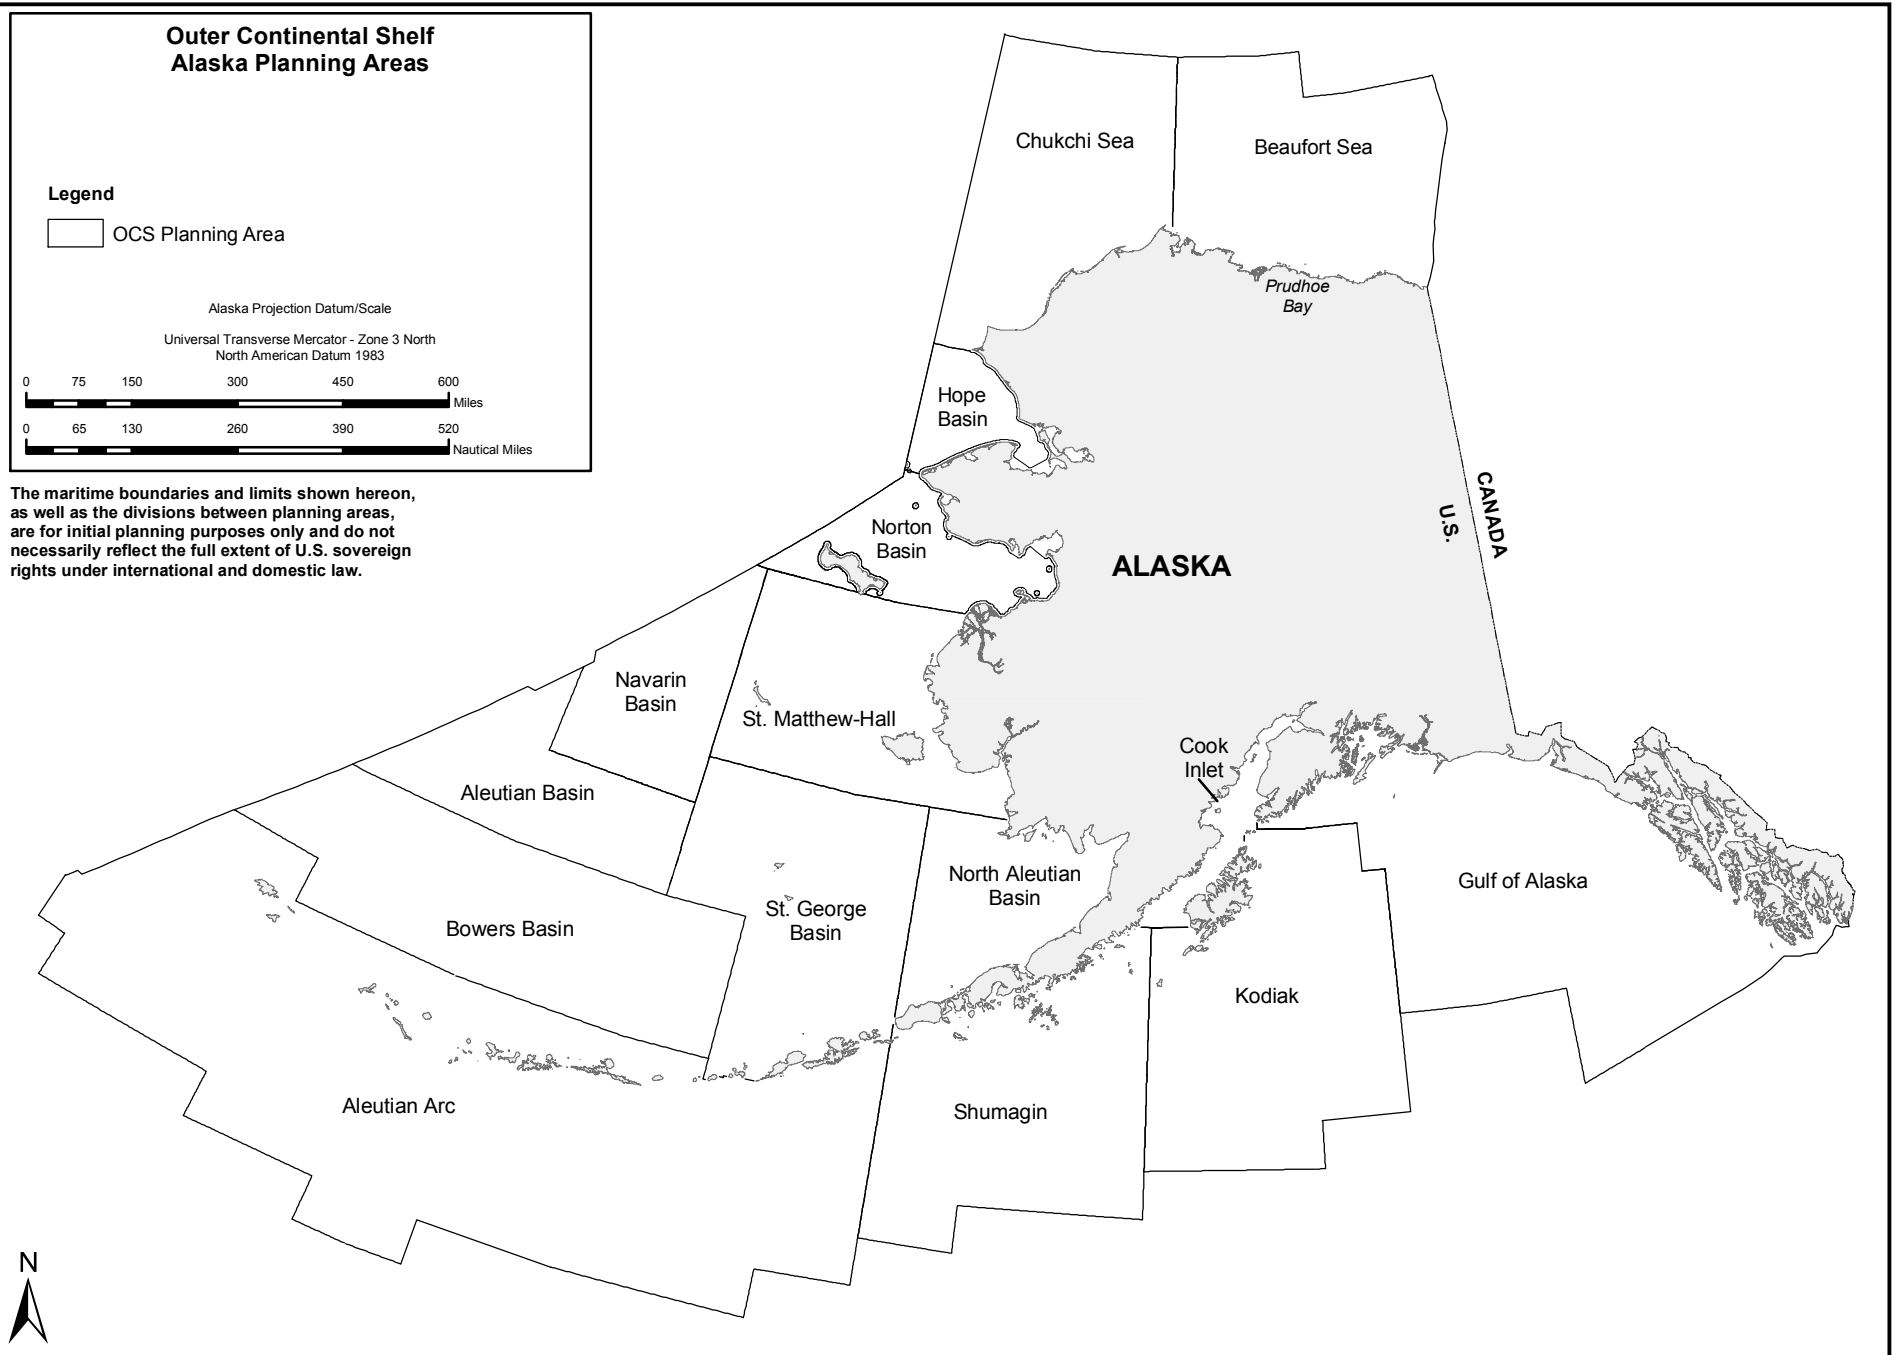 Outer Continental Shelf
Alaska Planning Areas
Legend
OCS Planning Area
Alaska Projection Datum/Scale
Universal Transverse Mercator - Zone 3 North
North American Datum 1983
0 75 150 300 450 600
Miles
0 65 130 260 390 520
Nautical Miles
The maritime boundaries and limits shown hereon,
as well as the divisions between planning areas,
are for initial planning purposes only and do not
necessarily reflect the full extent of U.S. sovereign
rights under international and domestic law.
Chukchi Sea
Beaufort Sea
Prudhoe
Bay
Hope
Basin
Norton
Basin
ALASKA
U.S.
CANADA
Navarin
Basin
St. Matthew-Hall
Cook
Inlet
Aleutian Basin
North Aleutian
Basin
Gulf of Alaska
St. George
Basin
Bowers Basin
Kodiak
Aleutian Arc
Shumagin
N